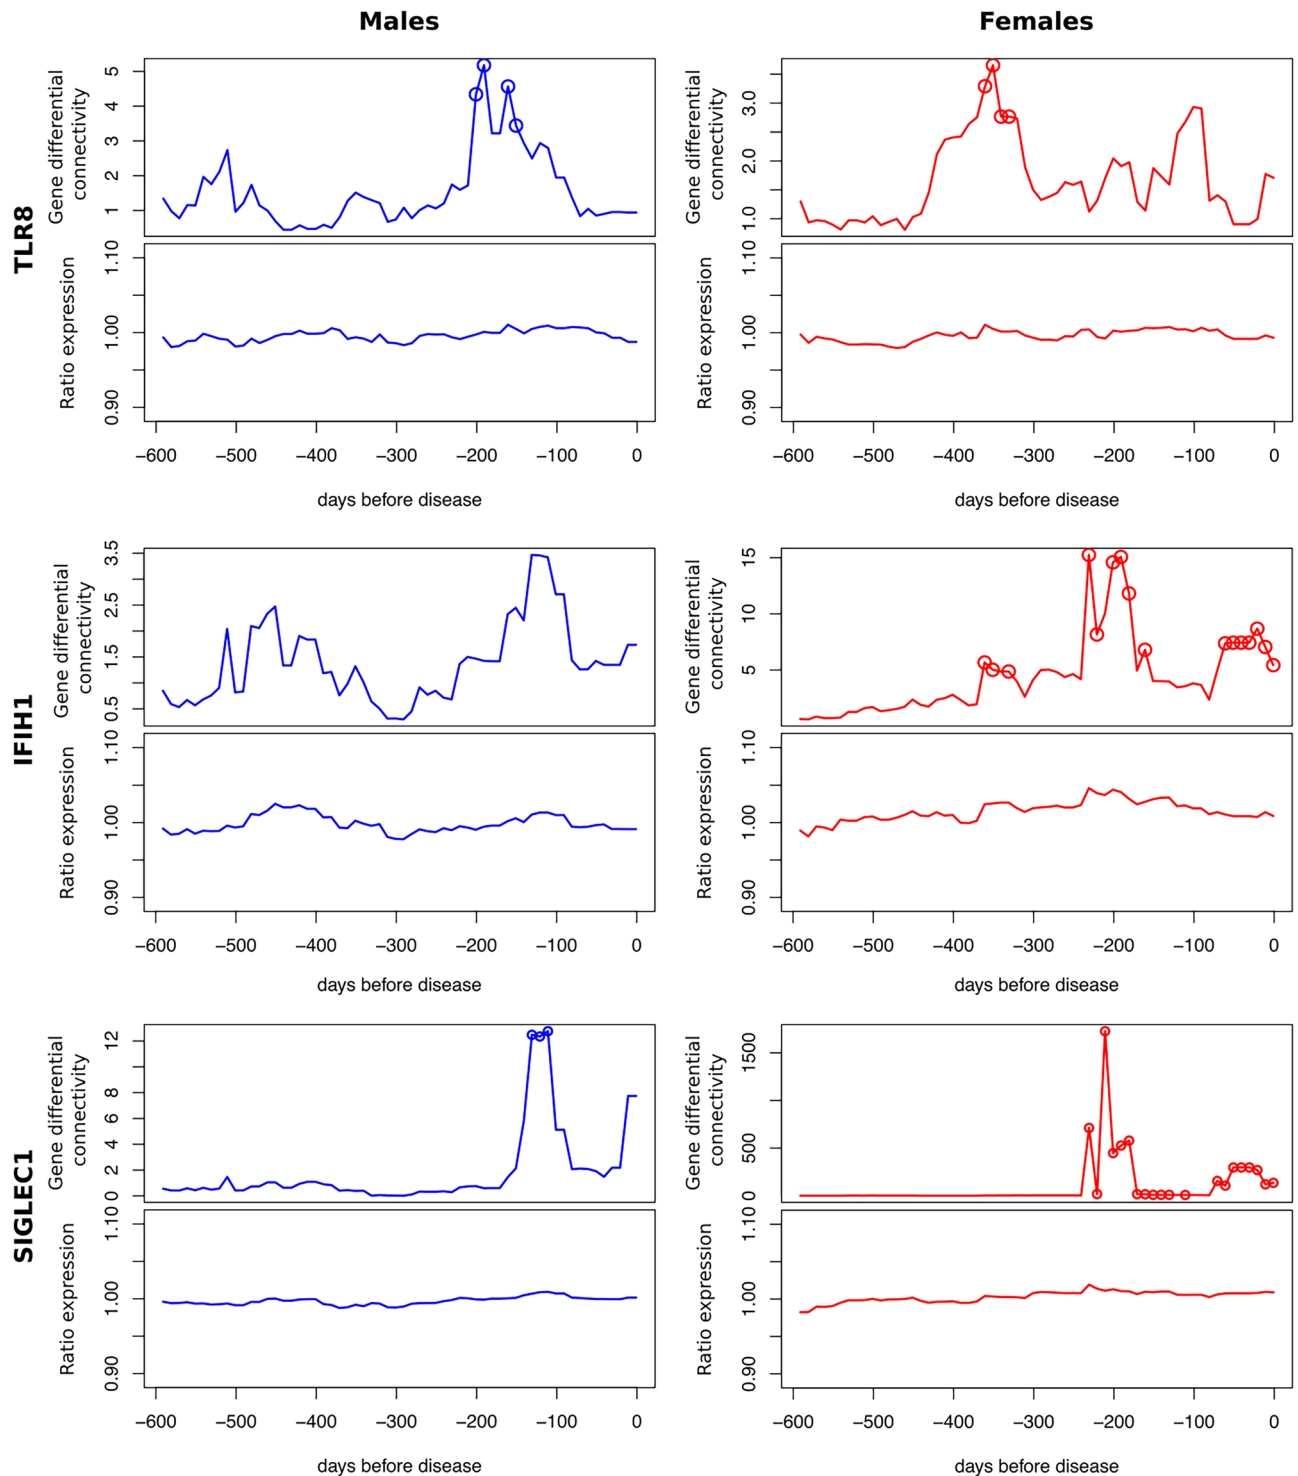 Males
Females
TLR8
Gene differential
connectivity
1
2
3
4
5
Gene differential
connectivity
1.0
2.0
3.0
Ratio expression
0.90
1.00
1.10
Ratio expression
0.90
1.00
1.10
−600 −500 −400 −300 −200 −100 0
−600 −500 −400 −300 −200 −100 0
days before disease
days before disease
IFIH1
Gene differential
connectivity
0.5
1.5
2.5
3.5
Gene differential
connectivity
5
10
15
Ratio expression
0.90
1.00
1.10
Ratio expression
0.90
1.00
1.10
−600 −500 −400 −300 −200 −100 0
−600 −500 −400 −300 −200 −100 0
days before disease
days before disease
SIGLEC1
Gene differential
connectivity
0
2
4
6
8
12
Gene differential
connectivity
0
500
1500
Ratio expression
0.90
1.00
1.10
Ratio expression
0.90
1.00
1.10
−600 −500 −400 −300 −200 −100 0
−600 −500 −400 −300 −200 −100 0
days before disease
days before disease